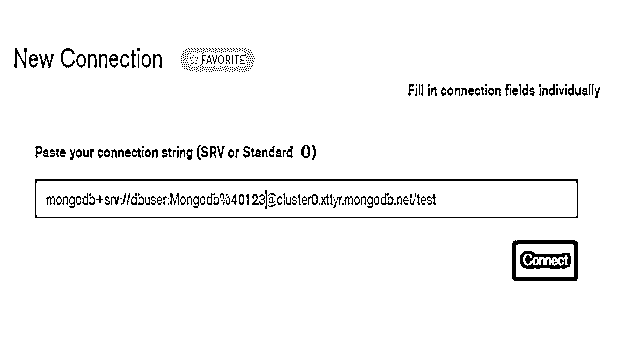 New Connection ☆ FAVORITE
Fill in connection fields individually
Paste your connection string (SRV or Standard ())
mongodb+srv://dbuser:Mongodb%40123@cluster0.xttyr.mongodb.net/test
Connect